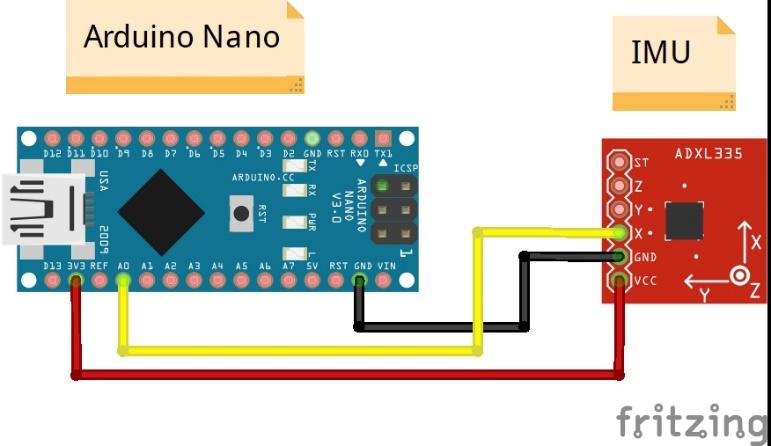 Arduino Nano
IMU
D12 D11 D10 D9 D8 D7 D6 D5 D4 D3 D2 GND RST RX0 TX1
USA
2009
ARDUINO.CC
RST
TX
RX
PWR
L
ARDUINO
NANO
V3.0
ICSP
1
D13 3V3 REF A0 A1 A2 A3 A4 A5 A6 A7 5V RST GND VIN
ADXL335
ST
Z
Y
X
GND
VCC
X
Y
Z
fritzing